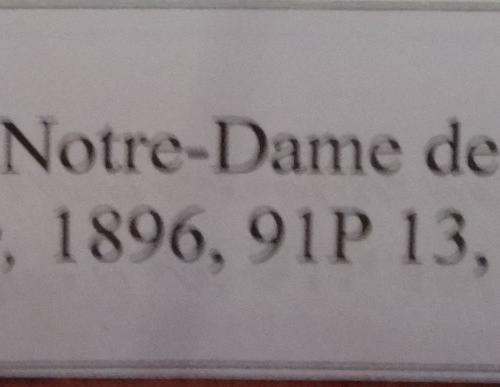 Notre-Dame de
, 1896, 91P 13,